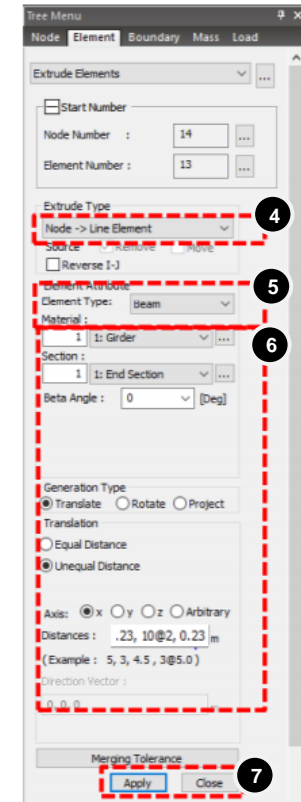 Tree Menu
Node Element Boundary Mass Load
Extrude Elements ...
Start Number
Node Number : 14 ...
Element Number : 13 ...
Extrude Type
4
Node -> Line Element
Source Remove Move
Reverse I-J
Element Attribute
5
Element Type: Beam
Material :
6
1 1: Girder ...
Section :
1 1: End Section ...
Beta Angle : 0 [Deg]
Generation Type
Translate Rotate Project
Translation
Equal Distance
Unequal Distance
Axis: x y z Arbitrary
Distances : .23, 10@2, 0.23 m
(Example : 5, 3, 4.5 , 3@5.0 )
Direction Vector :
0, 0, 0
Merging Tolerance
7
Apply Close